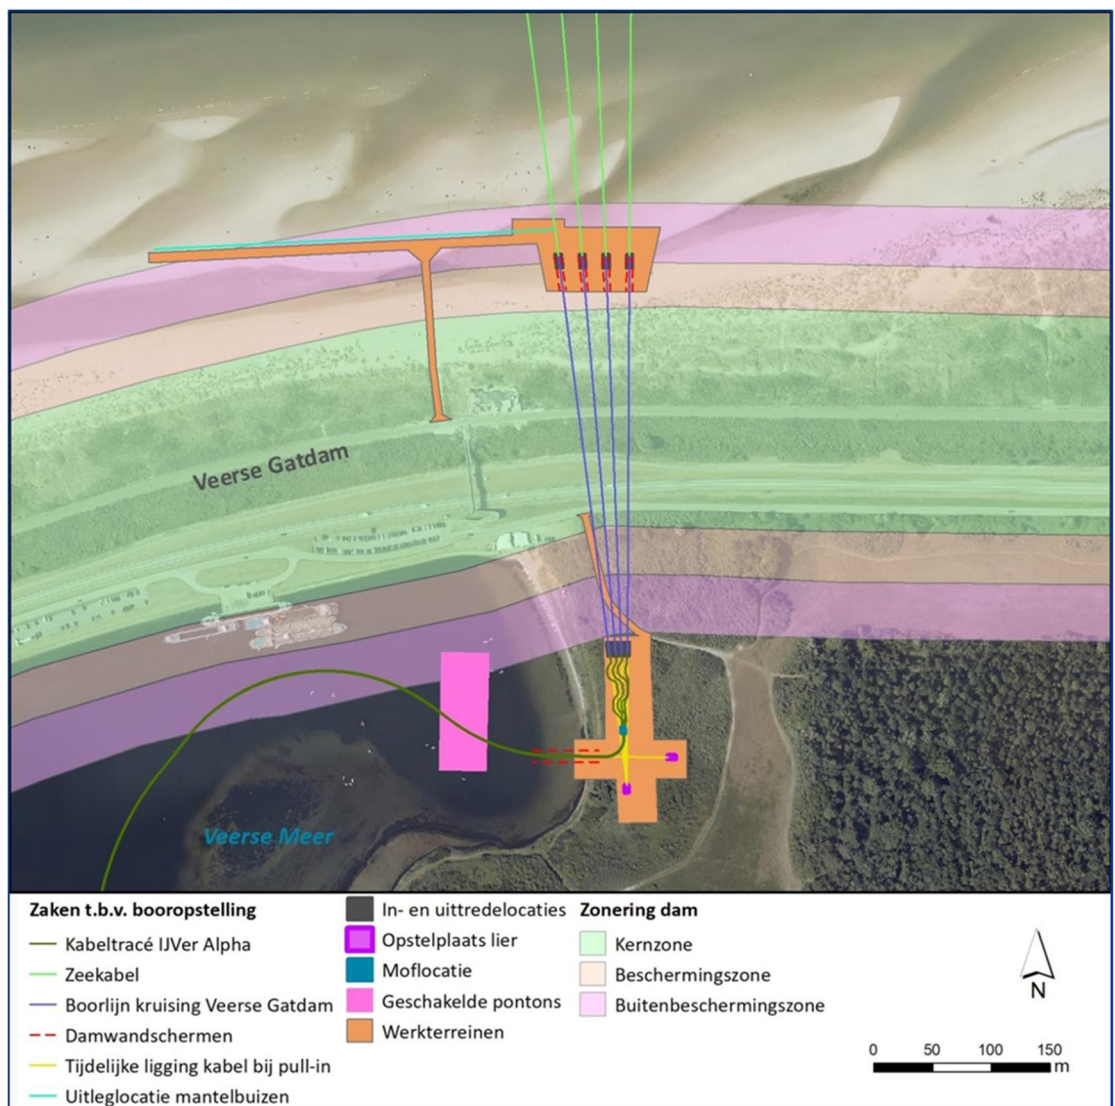 Veerse Gatdam
Veerse Meer
Zaken t.b.v. booropstelling
Kabeltracé IJVer Alpha
Zeekabel
Boorlijn kruising Veerse Gatdam
Damwandschermen
Tijdelijke ligging kabel bij pull-in
Uitleglocatie mantelbuizen
In- en uittredelocaties
Opstelplaats lier
Moflocatie
Geschakelde pontons
Werkterreinen
Zonering dam
Kernzone
Beschermingszone
Buitenbeschermingszone
N
0 50 100 150
m